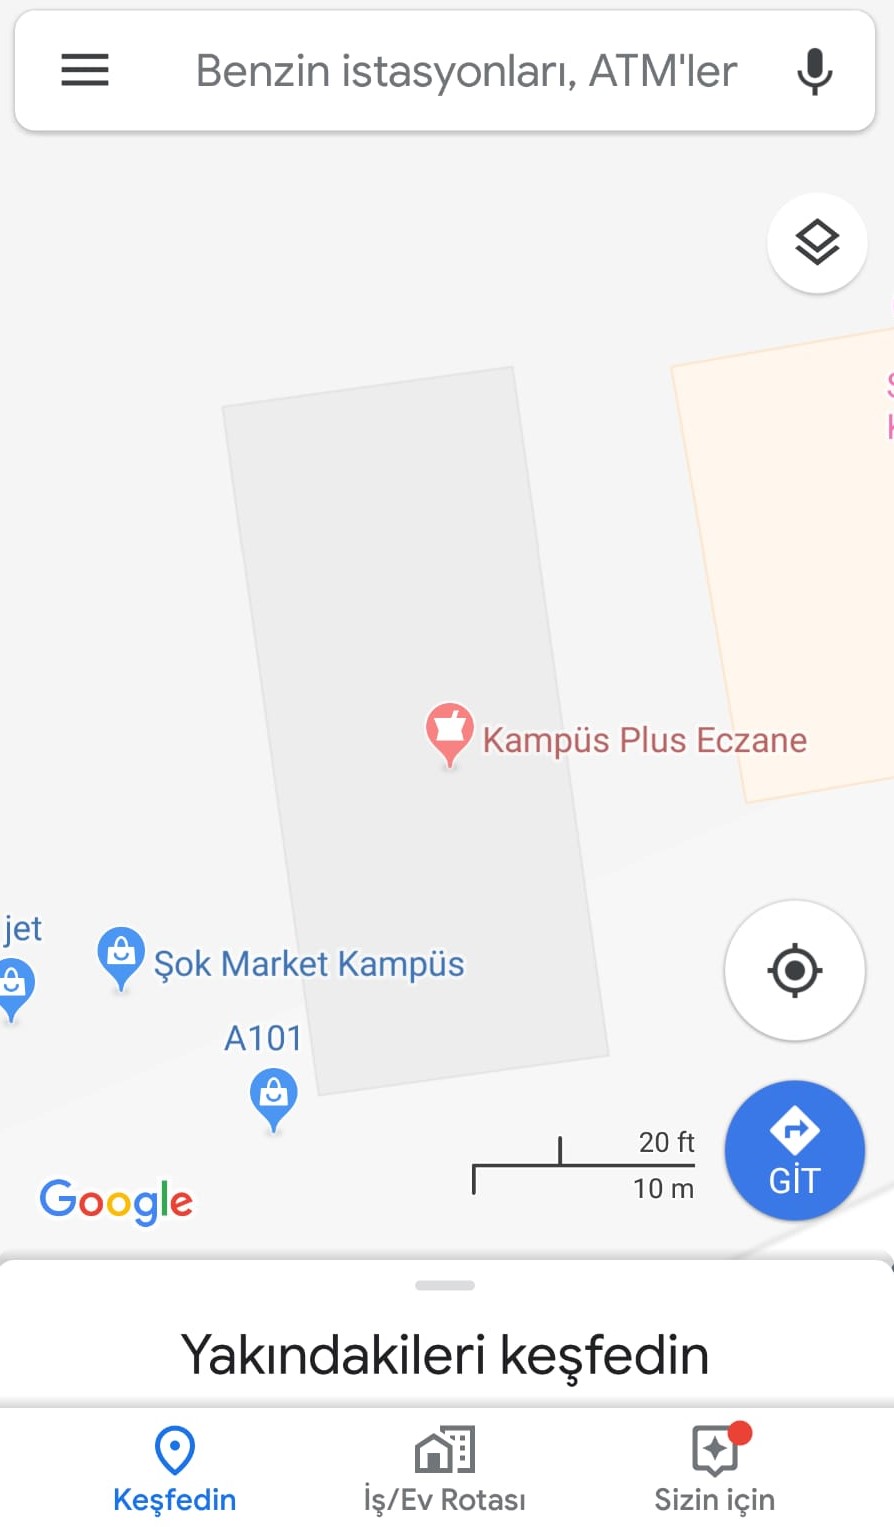 Benzin istasyonları, ATM'ler
Kampüs Plus Eczane
jet
Şok Market Kampüs
A101
20 ft
10 m
GİT
Google
Yakındakileri keşfedin
Keşfedin
İş/Ev Rotası
Sizin için